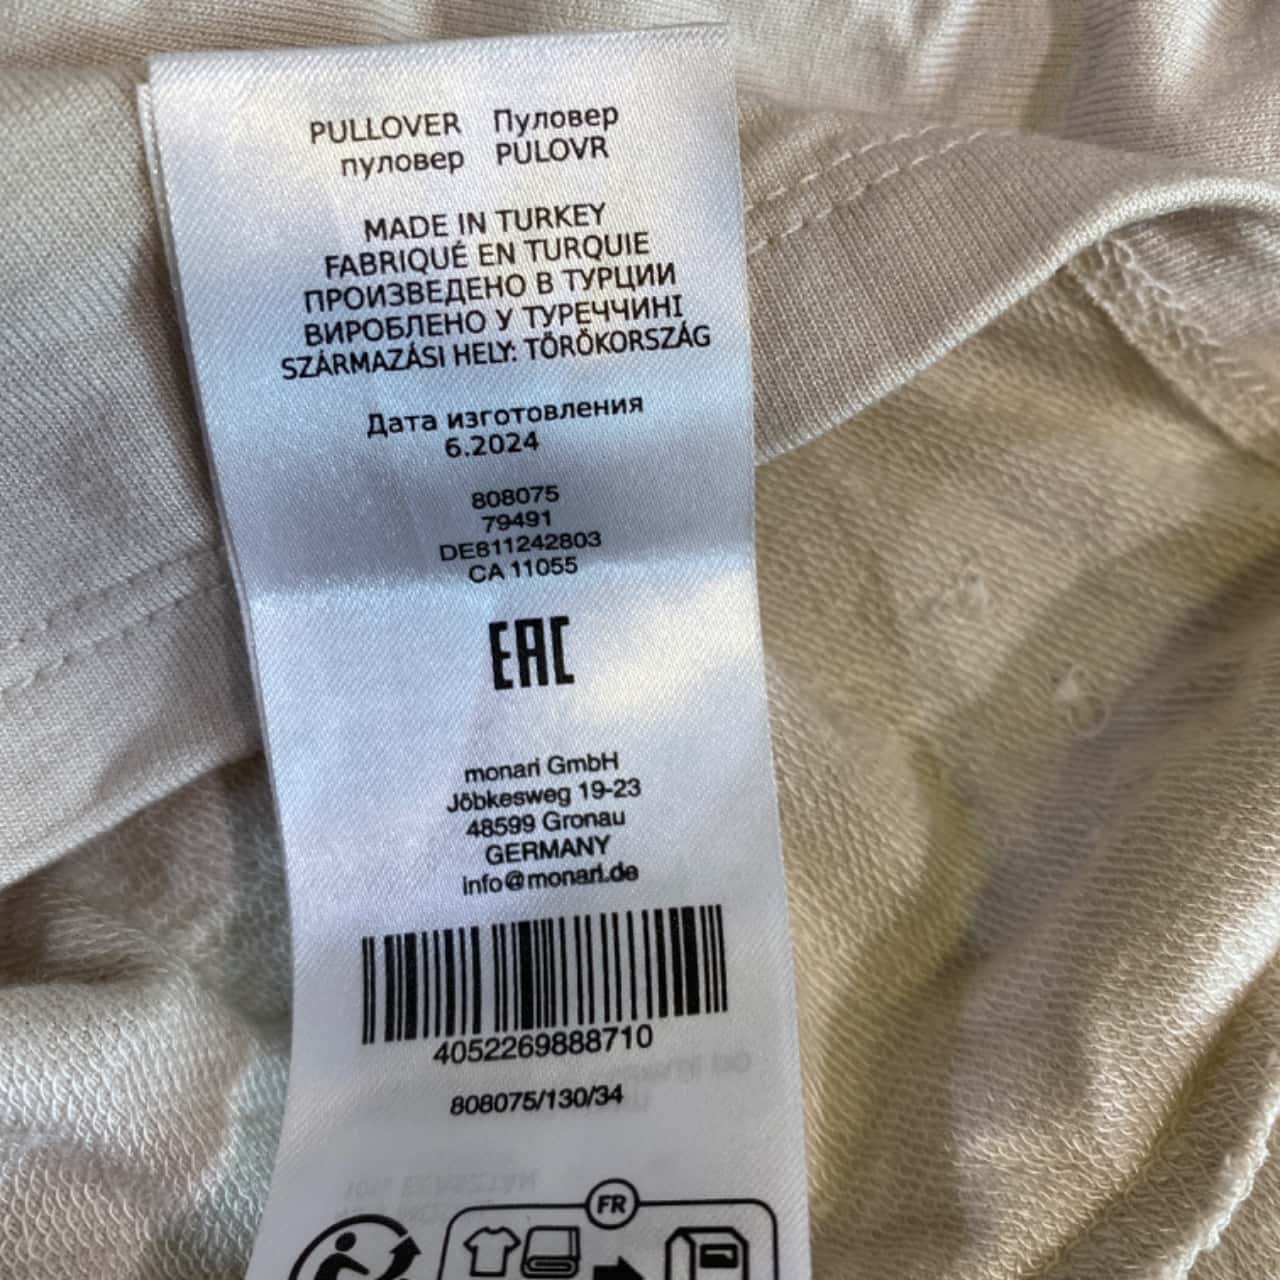 PULLOVER Пуловер
пуловер PULOVR
MADE IN TURKEY
FABRIQUÉ EN TURQUIE
ПРОИЗВЕДЕНО В ТУРЦИИ
ВИРОБЛЕНО У ТУРЕЧЧИНІ
SZÁRMAZÁSI HELY: TÖRÖKORSZÁG
Дата изготовления
6.2024
808075
79491
DE811242803
CA 11055
EAC
monari GmbH
Jöbkesweg 19-23
48599 Gronau
GERMANY
info@monari.de
4052269888710
808075/130/34
FR